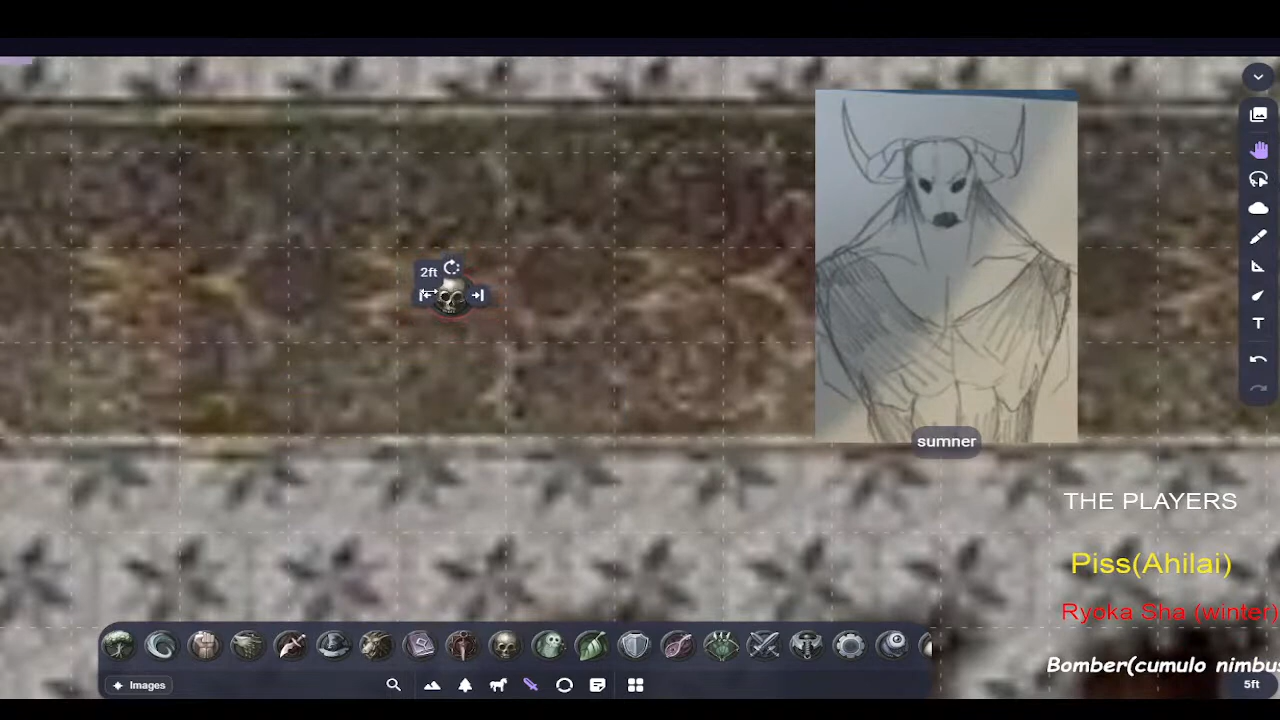 2ft
sumner
THE PLAYERS
Piss(Ahilai)
Ryoka Sha (winter)
Bomber(cumulo nimbus
Images
5ft